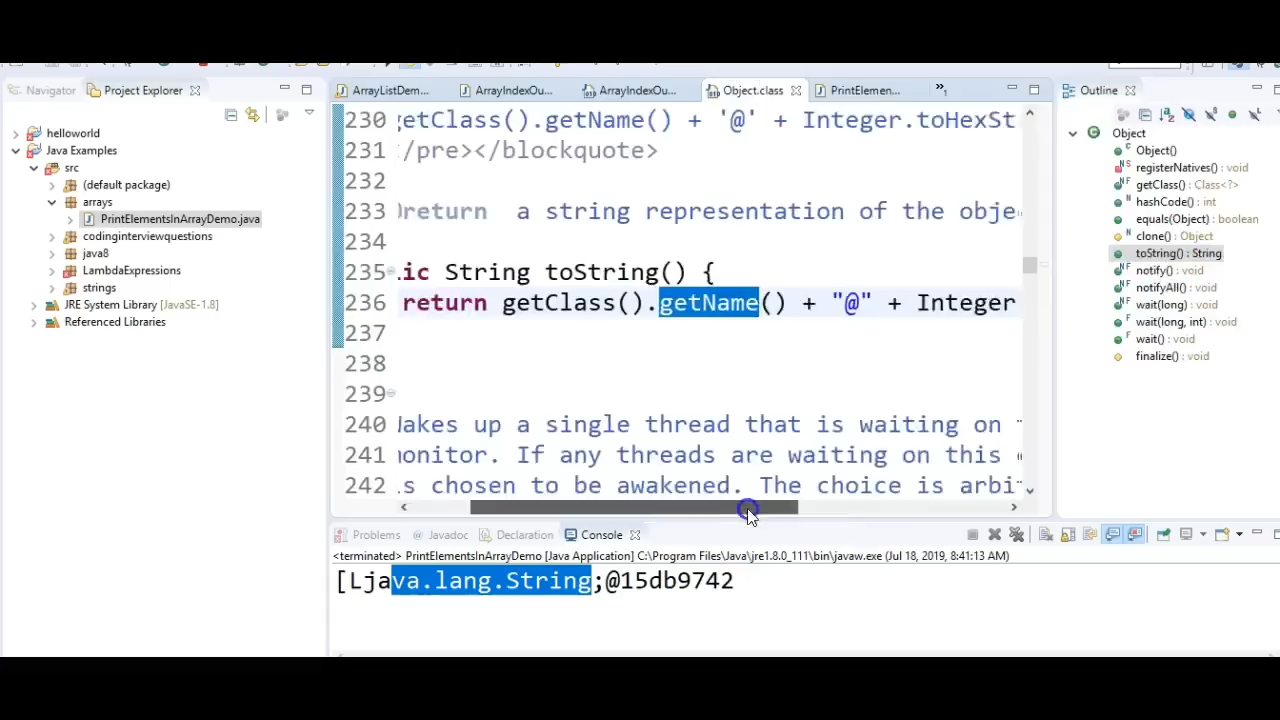 Navigator
Project Explorer
helloworld
Java Examples
src
(default package)
arrays
PrintElementsInArrayDemo.java
codinginterviewquestions
java8
LambdaExpressions
strings
JRE System Library [JavaSE-1.8]
Referenced Libraries
ArrayListDem...
ArrayIndexOu...
ArrayIndexOu...
Object.class
PrintElemen...
230 getClass().getName() + '@' + Integer.toHexStr
231 /pre></blockquote>
232
233 return a string representation of the obje
234
235 ic String toString() {
236 return getClass().getName() + "@" + Integer
237
238
239
240 akes up a single thread that is waiting on
241 onitor. If any threads are waiting on this
242 s chosen to be awakened. The choice is arbi
Outline
Object
Object()
registerNatives() : void
getClass() : Class<?>
hashCode() : int
equals(Object) : boolean
clone() : Object
toString() : String
notify() : void
notifyAll() : void
wait(long) : void
wait(long, int) : void
wait() : void
finalize() : void
Problems
@ Javadoc
Declaration
Console
<terminated> PrintElementsInArrayDemo [Java Application] C:\Program Files\Java\jre1.8.0_111\bin\javaw.exe (Jul 18, 2019, 8:41:13 AM)
[Ljava.lang.String;@15db9742